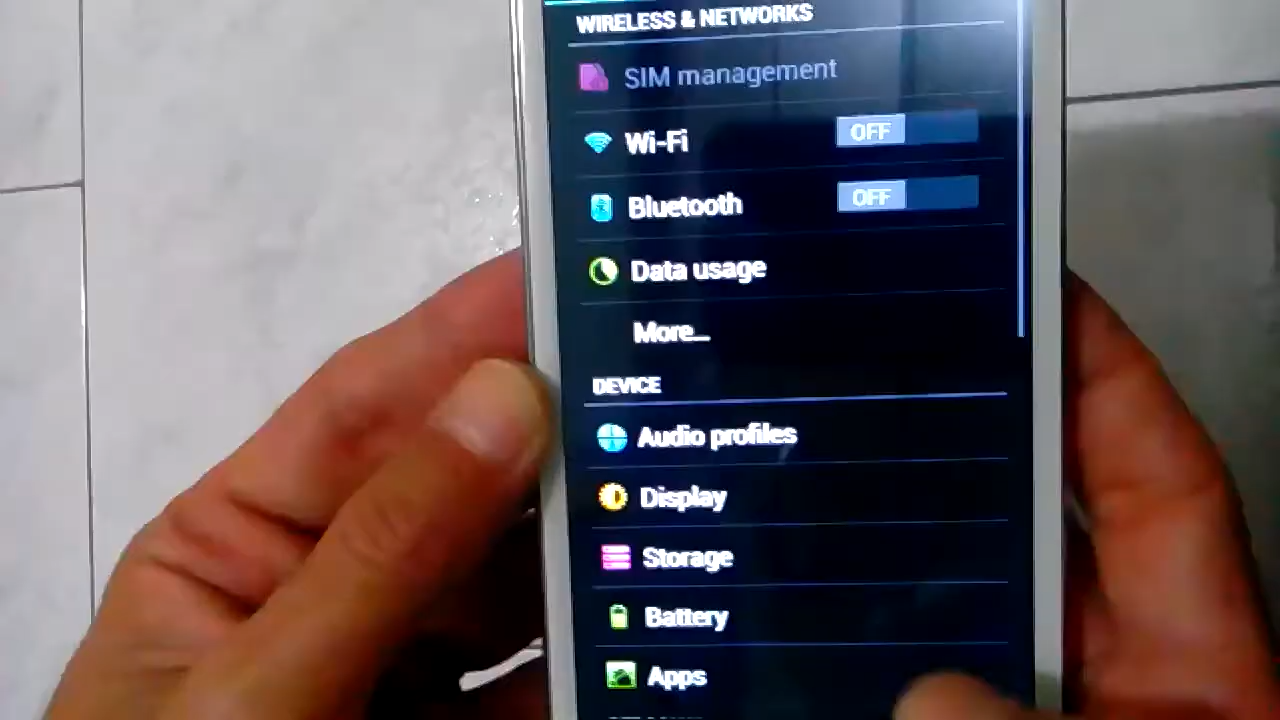 WIRELESS & NETWORKS
SIM management
Wi-Fi OFF
Bluetooth OFF
Data usage
More...
DEVICE
Audio profiles
Display
Storage
Battery
Apps